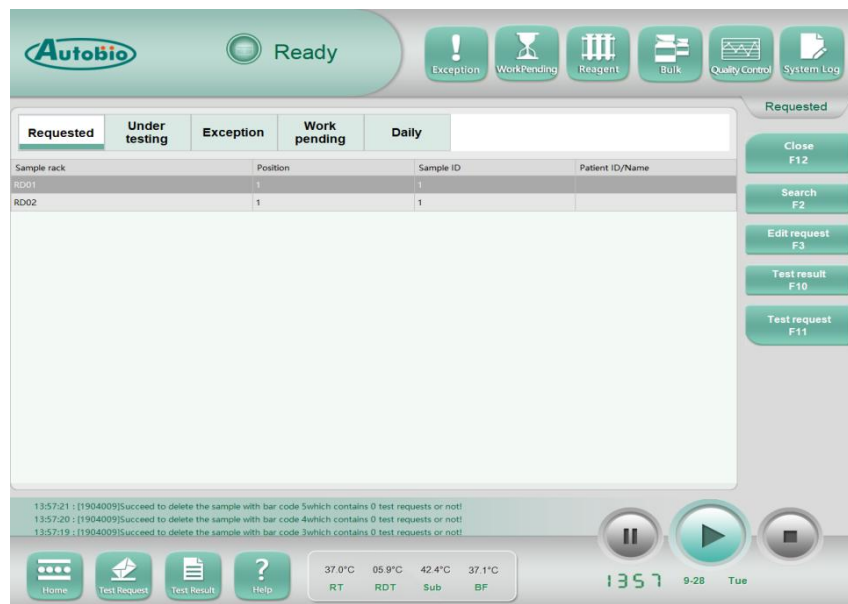 Autobio
Ready
Exception
WorkPending
Reagent
Bulk
Quality Control
System Log
Requested
Requested
Under
testing
Exception
Work
pending
Daily
Sample rack
Position
Sample ID
Patient ID/Name
RD01
1
1
RD02
1
1
Close
F12
Search
F2
Edit request
F3
Test result
F10
Test request
F11
13:57:21 : [1904009]Succeed to delete the sample with bar code 5which contains 0 test requests or not!
13:57:20 : [1904009]Succeed to delete the sample with bar code 4which contains 0 test requests or not!
13:57:19 : [1904009]Succeed to delete the sample with bar code 3which contains 0 test requests or not!
Home
Test Request
Test Result
?
Help
37.0°C 05.9°C 42.4°C 37.1°C
RT RDT Sub BF
1357 9-28 Tue